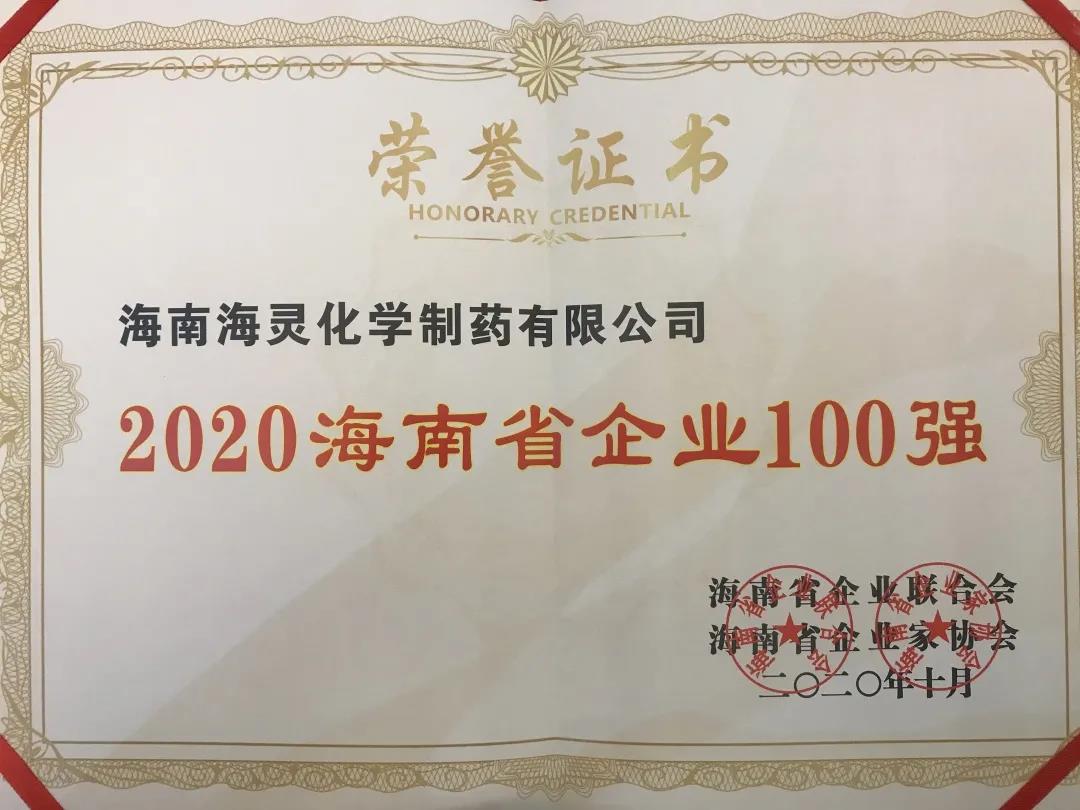 荣誉证书
HONORARY CREDENTIAL
海南海灵化学制药有限公司
2020海南省企业100强
海南省企业联合会
海南省企业家协会
二〇二〇年十月